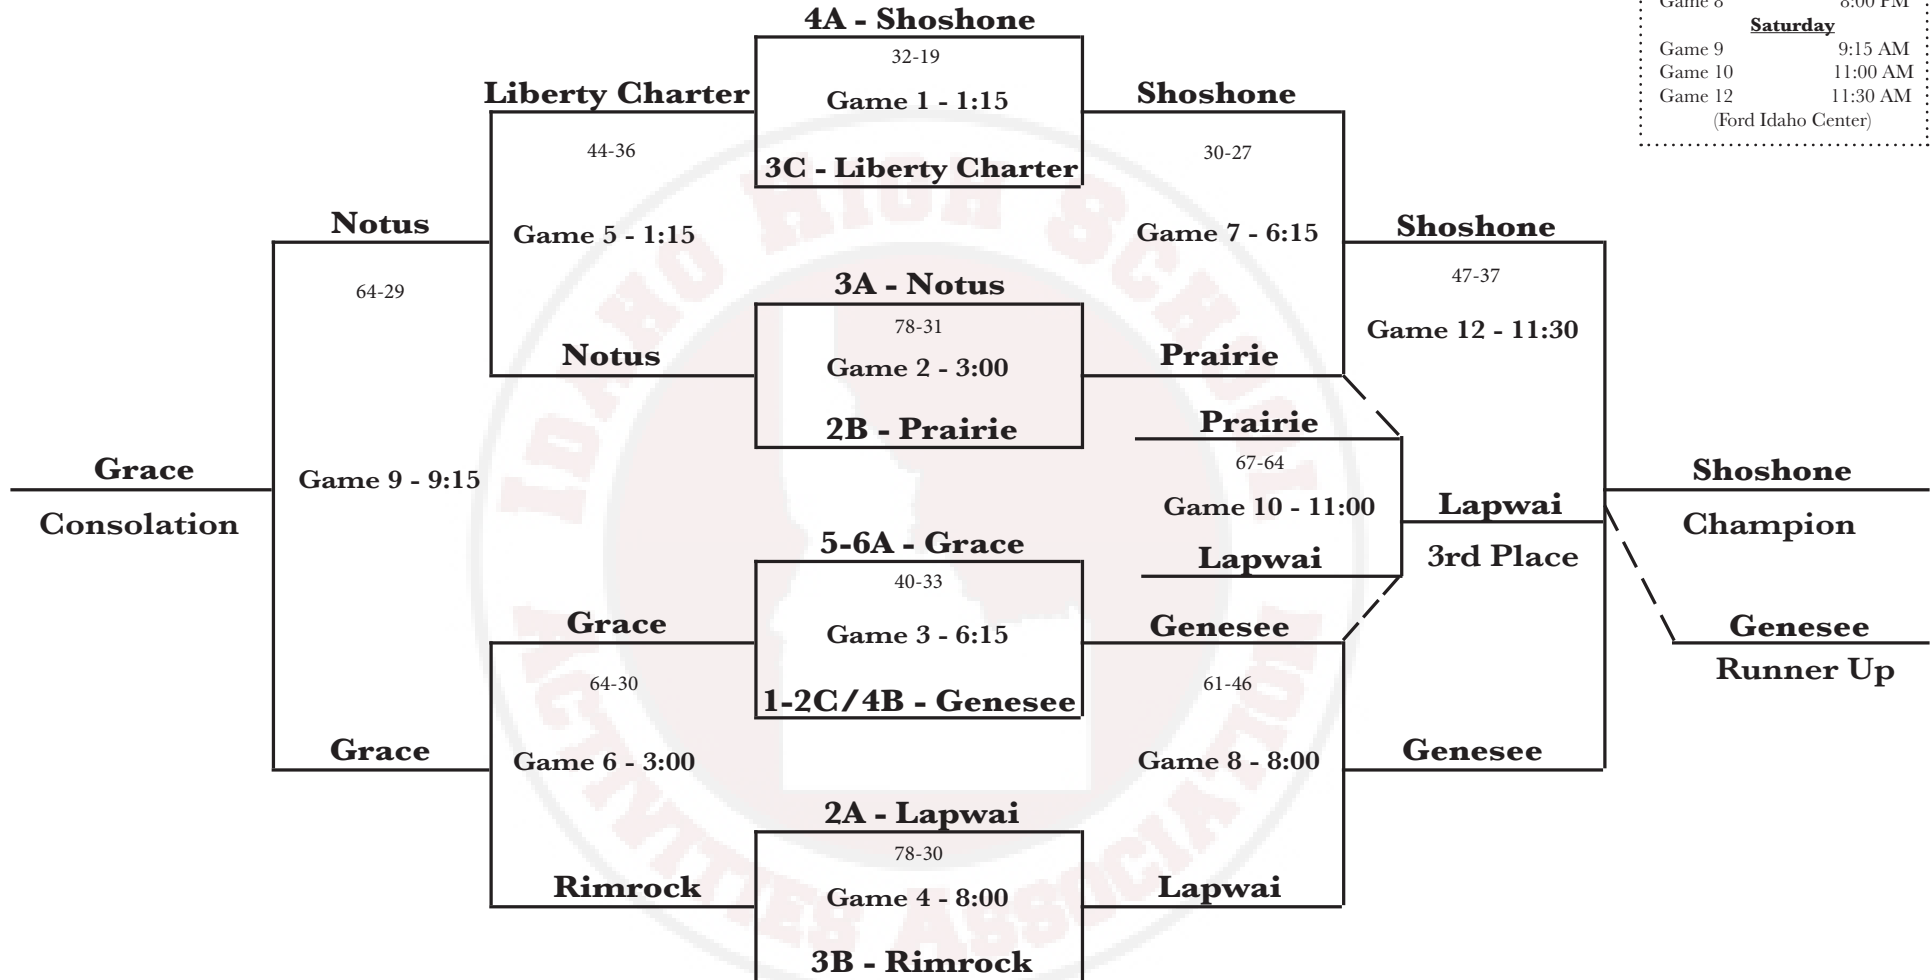 4A - Shoshone
32-19
Game 1 - 1:15
3C - Liberty Charter
Liberty Charter
44-36
Game 5 - 1:15
Shoshone
30-27
Game 7 - 6:15
Notus
64-29
3A - Notus
78-31
Game 2 - 3:00
2B - Prairie
Notus
Prairie
Shoshone
47-37
Game 12 - 11:30
Prairie
67-64
Game 10 - 11:00
Lapwai
Lapwai
3rd Place
Grace
Consolation
Game 9 - 9:15
Shoshone
Champion
Genesee
Runner Up
5-6A - Grace
40-33
Game 3 - 6:15
1-2C/4B - Genesee
Grace
64-30
Game 6 - 3:00
Grace
Genesee
61-46
Game 8 - 8:00
Genesee
2A - Lapwai
78-30
Game 4 - 8:00
3B - Rimrock
Rimrock
Lapwai
Game 8 8:00 PM
Saturday
Game 9 9:15 AM
Game 10 11:00 AM
Game 12 11:30 AM
(Ford Idaho Center)
IDAHO HIGH SCHOOL
ACTIVITIES ASSOCIATION